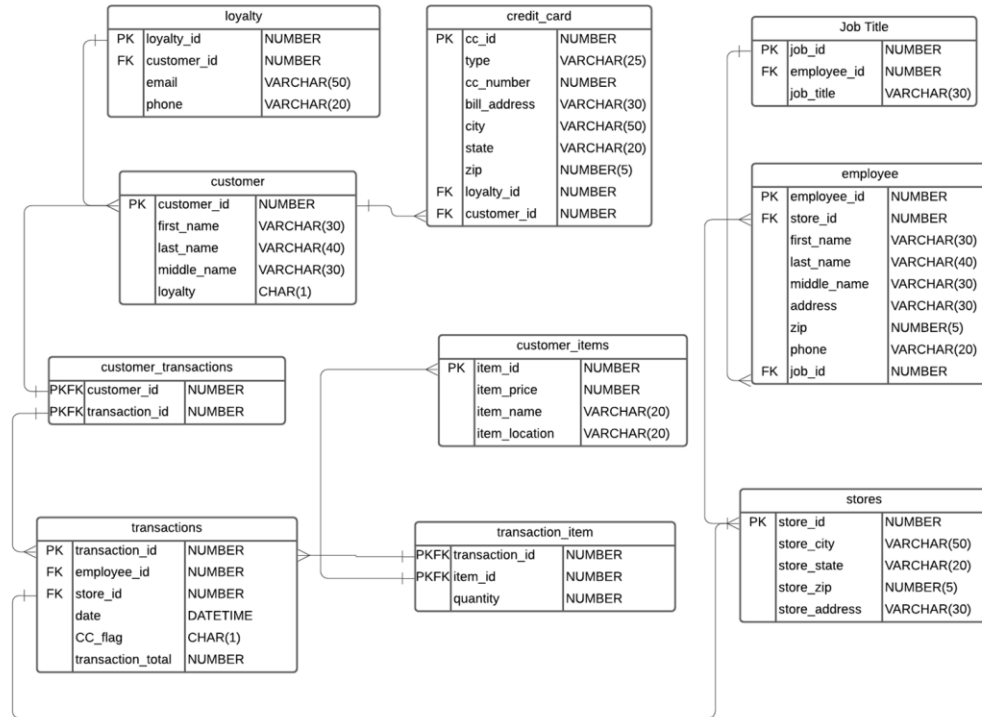 loyalty
PK loyalty_id NUMBER
FK customer_id NUMBER
email VARCHAR(50)
phone VARCHAR(20)
credit_card
PK cc_id NUMBER
type VARCHAR(25)
cc_number NUMBER
bill_address VARCHAR(30)
city VARCHAR(50)
state VARCHAR(20)
zip NUMBER(5)
FK loyalty_id NUMBER
FK customer_id NUMBER
Job Title
PK job_id NUMBER
FK employee_id NUMBER
job_title VARCHAR(30)
customer
PK customer_id NUMBER
first_name VARCHAR(30)
last_name VARCHAR(40)
middle_name VARCHAR(30)
loyalty CHAR(1)
employee
PK employee_id NUMBER
FK store_id NUMBER
first_name VARCHAR(30)
last_name VARCHAR(40)
middle_name VARCHAR(30)
address VARCHAR(30)
zip NUMBER(5)
phone VARCHAR(20)
FK job_id NUMBER
customer_transactions
PKFK customer_id NUMBER
PKFK transaction_id NUMBER
customer_items
PK item_id NUMBER
item_price NUMBER
item_name VARCHAR(20)
item_location VARCHAR(20)
transactions
PK transaction_id NUMBER
FK employee_id NUMBER
FK store_id NUMBER
date DATETIME
CC_flag CHAR(1)
transaction_total NUMBER
transaction_item
PKFK transaction_id NUMBER
PKFK item_id NUMBER
quantity NUMBER
stores
PK store_id NUMBER
store_city VARCHAR(50)
store_state VARCHAR(20)
store_zip NUMBER(5)
store_address VARCHAR(30)